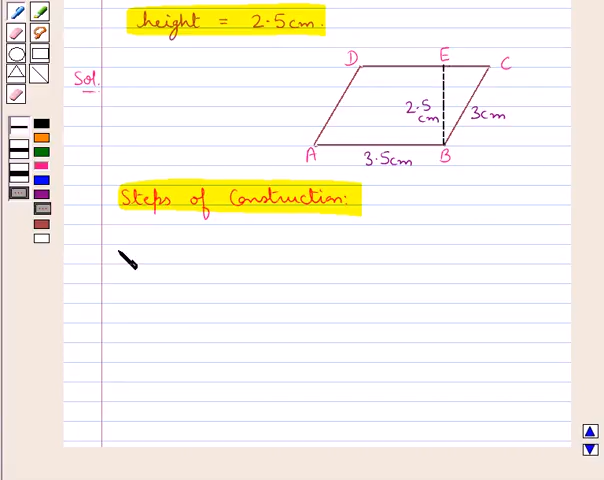 height = 2.5cm.
Sol.
D E C
2.5
cm
3cm
A 3.5cm B
Steps of Construction: